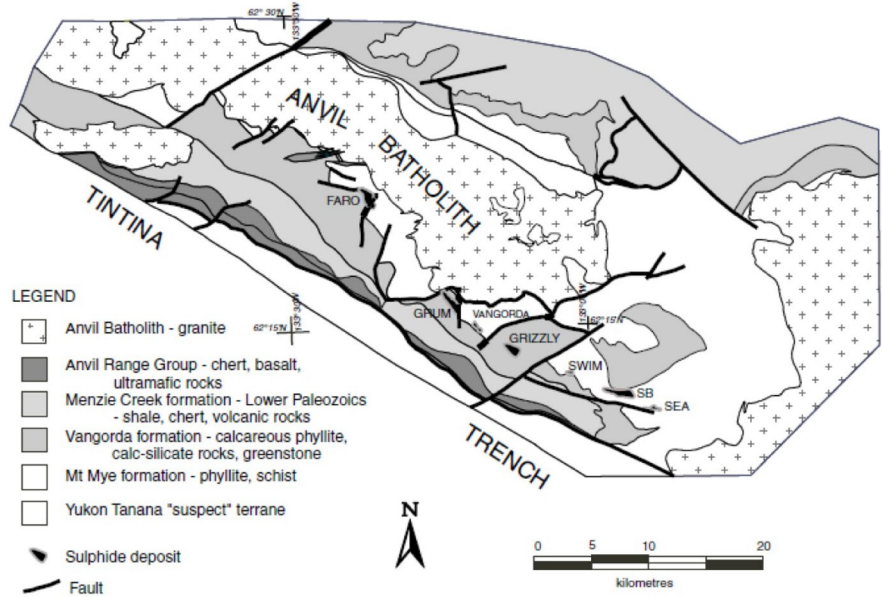 62° 30'N
133°30'W
ANVIL
BATHOLITH
TINTINA
FARO
GRUM
VANGORDA
133°00'W
62°15'N
GRIZZLY
SWIM
SB
SEA
TRENCH
62°15'N
133°30'W
LEGEND
Anvil Batholith - granite
Anvil Range Group - chert, basalt,
ultramafic rocks
Menzie Creek formation - Lower Paleozoics
- shale, chert, volcanic rocks
Vangorda formation - calcareous phyllite,
calc-silicate rocks, greenstone
Mt Mye formation - phyllite, schist
Yukon Tanana "suspect" terrane
Sulphide deposit
Fault
N
0 5 10 20
kilometres